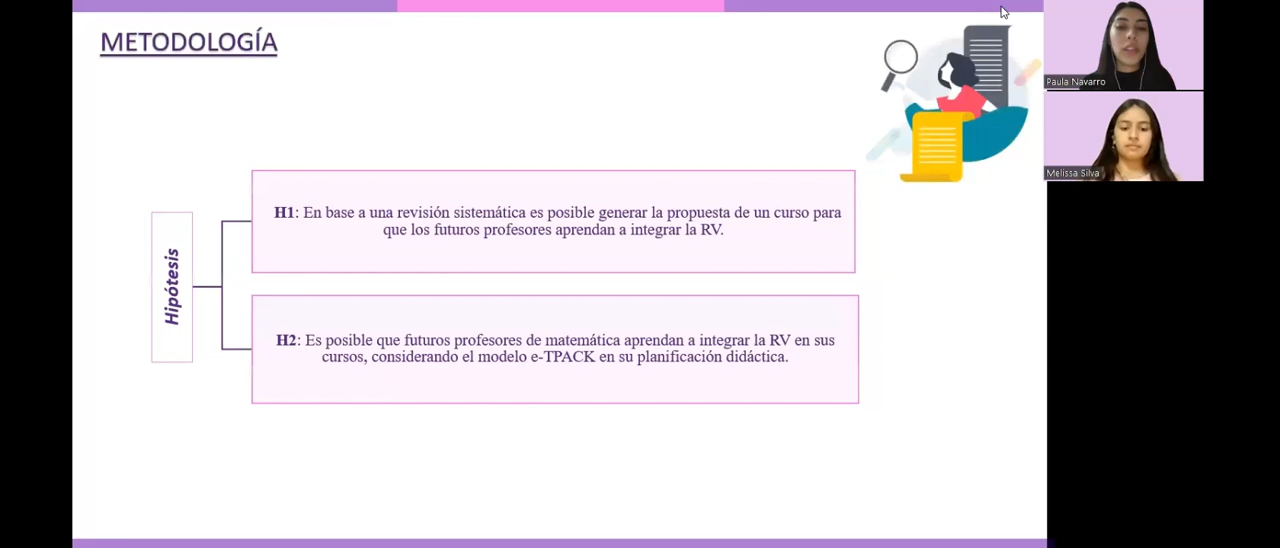 METODOLOGÍA
Paula Navarro
Melissa Silva
Hipótesis
H1: En base a una revisión sistemática es posible generar la propuesta de un curso para
que los futuros profesores aprendan a integrar la RV.
H2: Es posible que futuros profesores de matemática aprendan a integrar la RV en sus
cursos, considerando el modelo e-TPACK en su planificación didáctica.